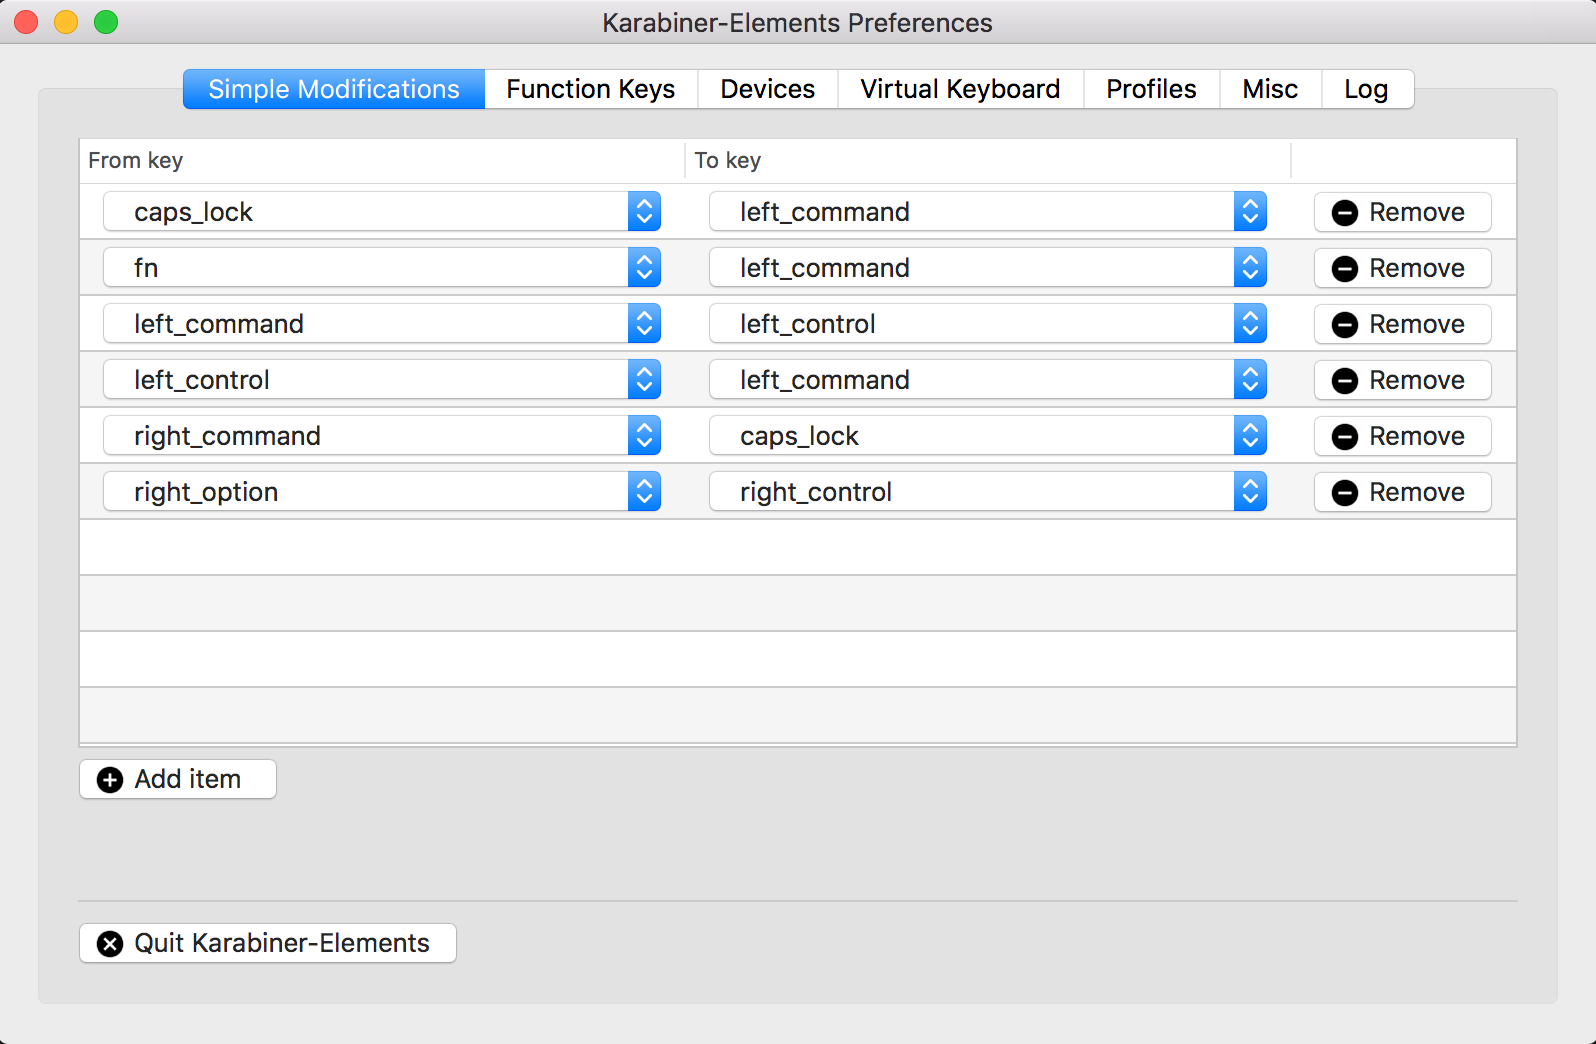 Karabiner-Elements Preferences
Simple Modifications Function Keys Devices Virtual Keyboard Profiles Misc Log
From key To key
caps_lock left_command Remove
fn left_command Remove
left_command left_control Remove
left_control left_command Remove
right_command caps_lock Remove
right_option right_control Remove
Add item
Quit Karabiner-Elements